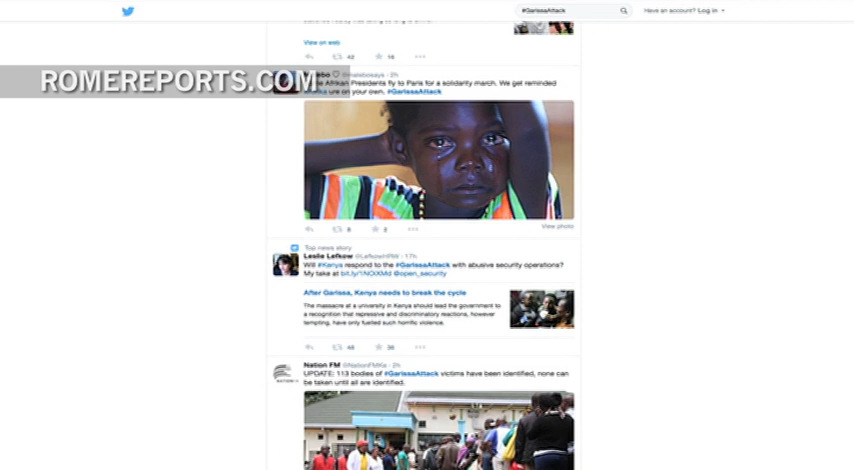 #GarissaAttack
Have an account? Log in
View on web
42 16
ROMEREPORTS.COM
Afrikan Presidents fly to Paris for a solidarity march. We get reminded
ure on your own, #GarissaAttack
6 2
View photo
Top news story
Leslie Lefkow @LefkowHRW · 17h
Will #Kenya respond to the #GarissaAttack with abusive security operations?
My take at @open_security
After Garissa, Kenya needs to break the cycle
The massacre at a university in Kenya should lead the government to
a recognition that repressive and discriminatory reactions, however
tempting, have only fuelled such horrific violence.
48 36
Nation FM @NationFMKe · 2h
UPDATE: 113 bodies of #GarissaAttack victims have been identified, none can
be taken until all are identified.